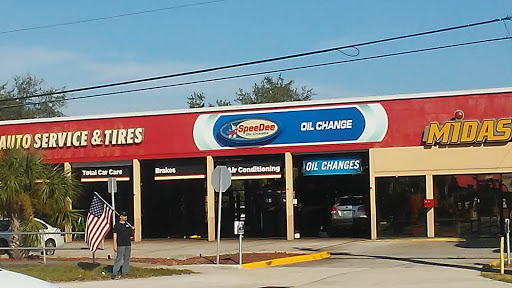 AUTO SERVICE & TIRES
SpeeDee
OIL CHANGE
MIDAS
Total Car Care
Brakes
Air Conditioning
OIL CHANGES